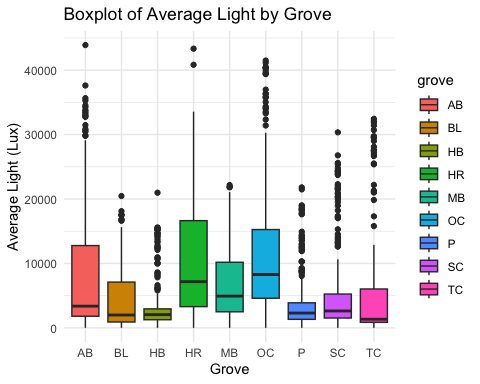 Boxplot of Average Light by Grove
Average Light (Lux)
40000
30000
20000
10000
0
AB BL HB HR MB OC P SC TC
Grove
grove
AB
BL
HB
HR
MB
OC
P
SC
TC